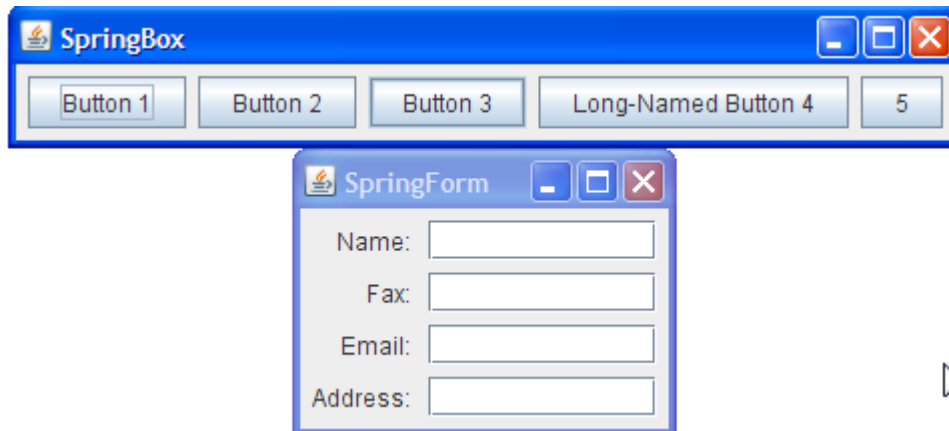 SpringBox
Button 1 Button 2 Button 3 Long-Named Button 4 5
SpringForm
Name:
Fax:
Email:
Address: